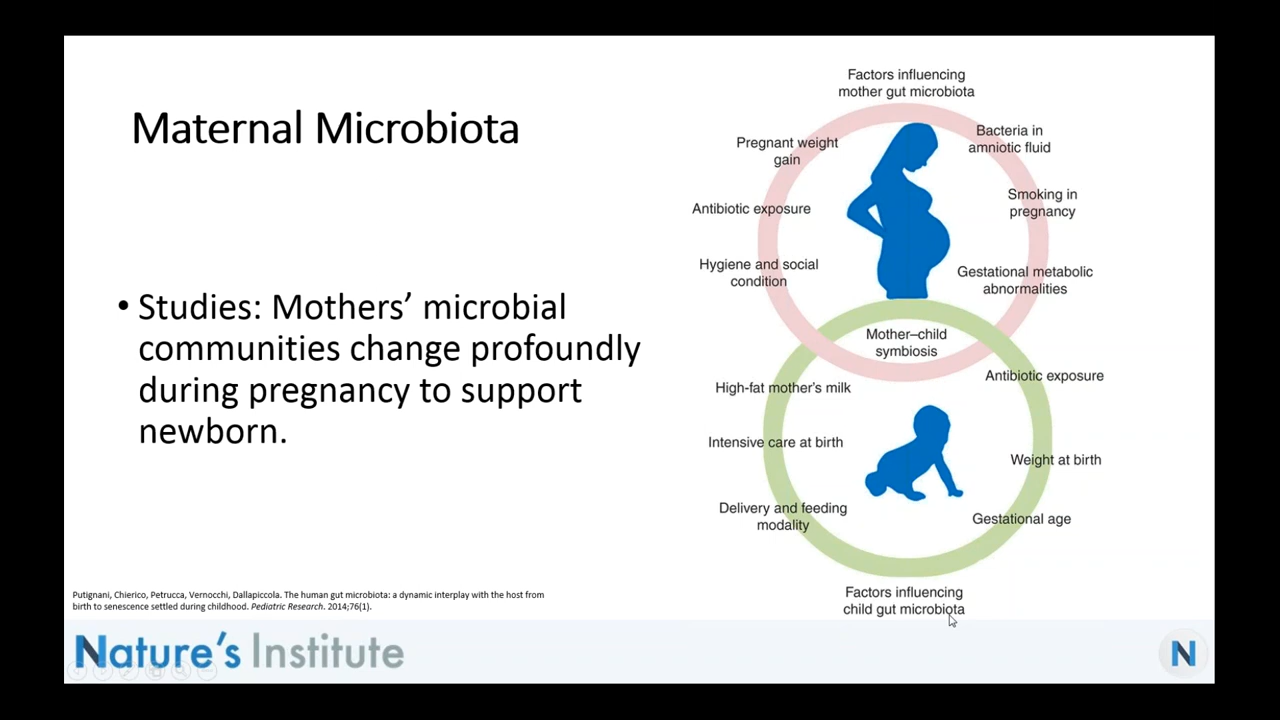 Maternal Microbiota
• Studies: Mothers’ microbial
communities change profoundly
during pregnancy to support
newborn.
Factors influencing
mother gut microbiota
Pregnant weight
gain
Bacteria in
amniotic fluid
Antibiotic exposure
Smoking in
pregnancy
Hygiene and social
condition
Gestational metabolic
abnormalities
Mother–child
symbiosis
High-fat mother’s milk
Antibiotic exposure
Intensive care at birth
Weight at birth
Delivery and feeding
modality
Gestational age
Factors influencing
child gut microbiota
Putignani, Chierico, Petrucca, Vernocchi, Dallapiccola. The human gut microbiota: a dynamic interplay with the host from
birth to senescence settled during childhood. Pediatric Research. 2014;76(1).
Nature’s Institute
N